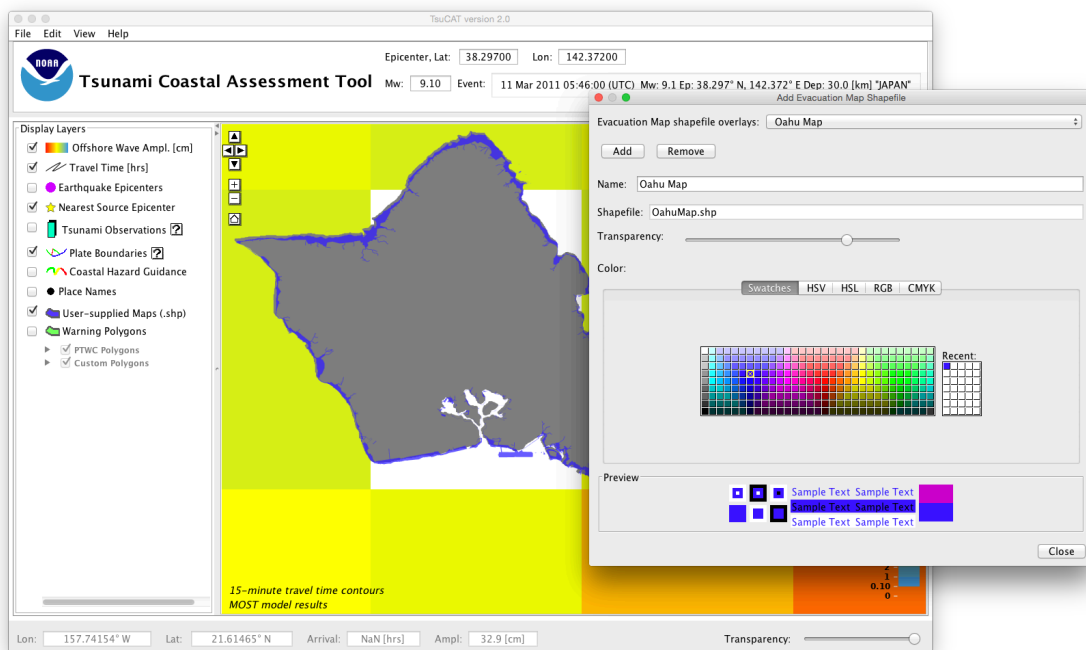 TsuCAT version 2.0
File Edit View Help
NOAA
Tsunami Coastal Assessment Tool
Epicenter, Lat: 38.29700 Lon: 142.37200
Mw: 9.10 Event: 11 Mar 2011 05:46:00 (UTC) Mw: 9.1 Ep: 38.297° N, 142.372° E Dep: 30.0 [km] "JAPAN"
Display Layers
Offshore Wave Ampl. [cm]
Travel Time [hrs]
Earthquake Epicenters
Nearest Source Epicenter
Tsunami Observations ?
Plate Boundaries ?
Coastal Hazard Guidance
Place Names
User-supplied Maps (.shp)
Warning Polygons
PTWC Polygons
Custom Polygons
15-minute travel time contours
MOST model results
2
1
0.10
0
Lon: 157.74154° W Lat: 21.61465° N Arrival: NaN [hrs] Ampl: 32.9 [cm] Transparency:
Add Evacuation Map Shapefile
Evacuation Map shapefile overlays: Oahu Map
Add Remove
Name: Oahu Map
Shapefile: OahuMap.shp
Transparency:
Color:
Swatches HSV HSL RGB CMYK
Recent:
Preview
Sample Text Sample Text
Sample Text Sample Text
Sample Text Sample Text
Close